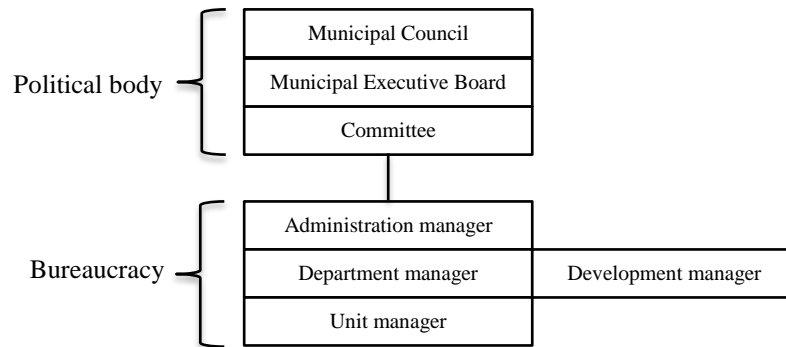 Political body
Municipal Council
Municipal Executive Board
Committee
Bureaucracy
Administration manager
Department manager
Development manager
Unit manager